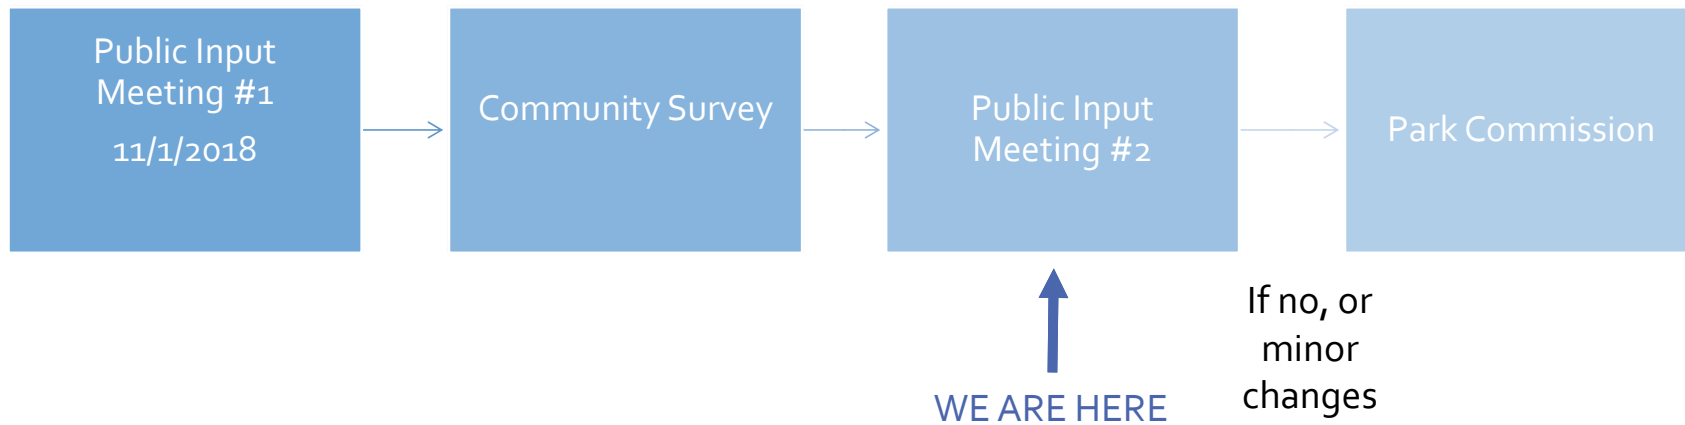 Public Input
Meeting #1
11/1/2018
Community Survey
Public Input
Meeting #2
Park Commission
WE ARE HERE
If no, or
minor
changes